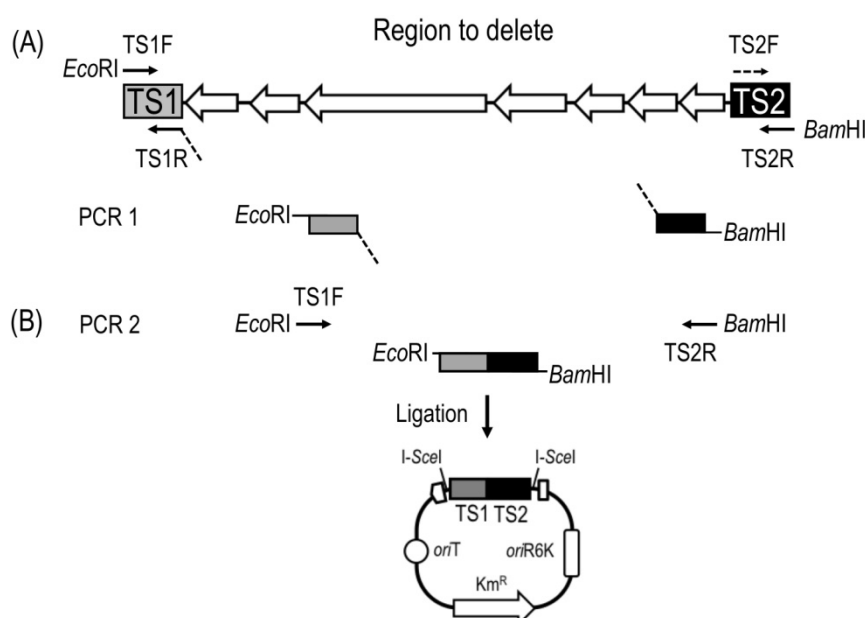 (A)
Region to delete
TS1F
TS2F
EcoRI
TS1
TS2
BamHI
TS1R
TS2R
PCR 1
EcoRI
BamHI
TS1F
(B)
PCR 2
EcoRI
BamHI
TS2R
EcoRI
BamHI
Ligation
I-SceI
I-SceI
TS1 TS2
oriT
oriR6K
KmR